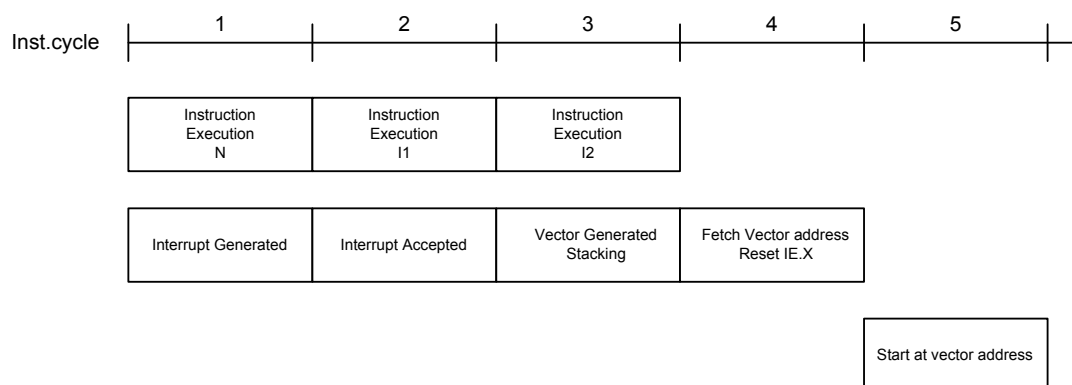 1 2 3 4 5
Inst.cycle
Instruction
Execution
N
Instruction
Execution
I1
Instruction
Execution
I2
Interrupt Generated
Interrupt Accepted
Vector Generated
Stacking
Fetch Vector address
Reset IE.X
Start at vector address